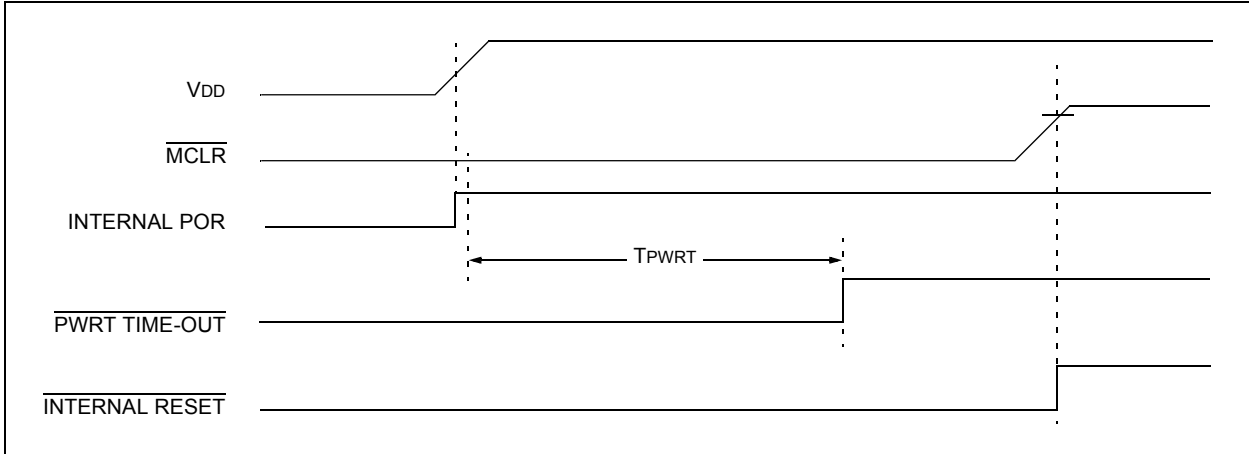 VDD
MCLR
INTERNAL POR
TPWRT
PWRT TIME-OUT
INTERNAL RESET